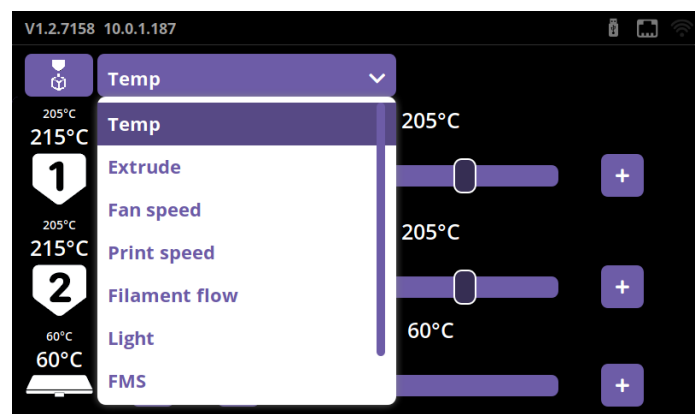 V1.2.7158 10.0.1.187
Temp
205°C
215°C
1
205°C
215°C
2
60°C
60°C
Temp
Extrude
Fan speed
Print speed
Filament flow
Light
FMS
205°C
+
205°C
+
60°C
+